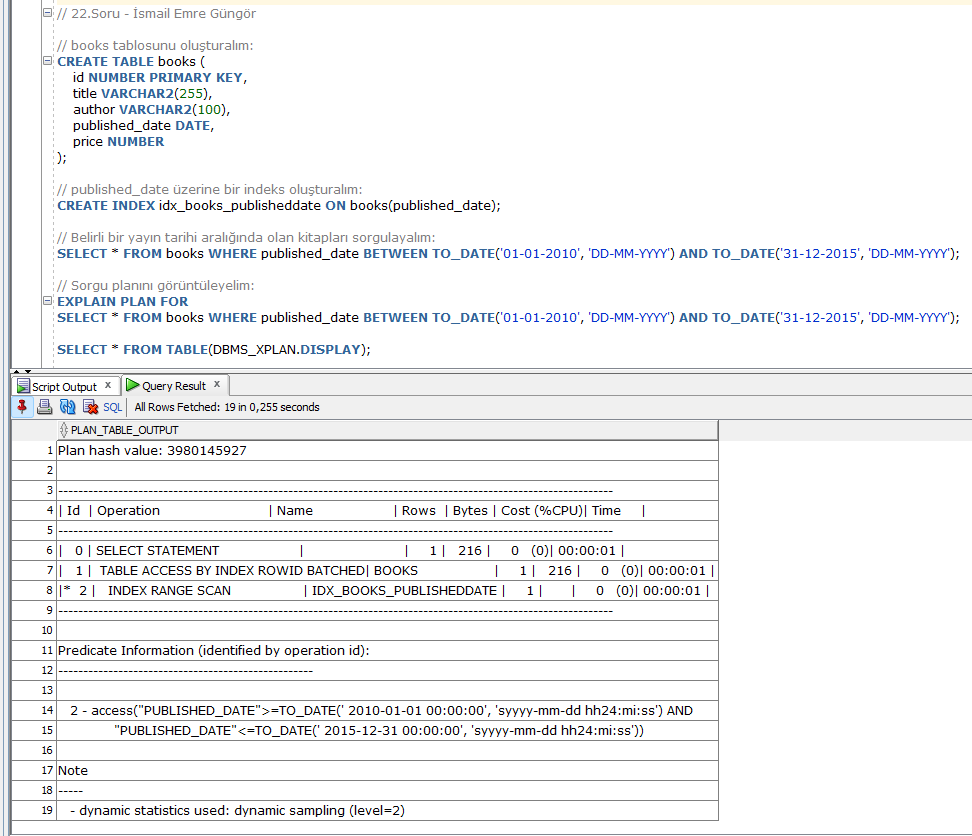 // 22.Soru - İsmail Emre Güngör
// books tablosunu oluşturalım:
CREATE TABLE books (
id NUMBER PRIMARY KEY,
title VARCHAR2(255),
author VARCHAR2(100),
published_date DATE,
price NUMBER
);
// published_date üzerine bir indeks oluşturalım:
CREATE INDEX idx_books_publisheddate ON books(published_date);
// Belirli bir yayın tarihi aralığında olan kitapları sorgulayalım:
SELECT * FROM books WHERE published_date BETWEEN TO_DATE('01-01-2010', 'DD-MM-YYYY') AND TO_DATE('31-12-2015', 'DD-MM-YYYY');
// Sorgu planını görüntüleyelim:
EXPLAIN PLAN FOR
SELECT * FROM books WHERE published_date BETWEEN TO_DATE('01-01-2010', 'DD-MM-YYYY') AND TO_DATE('31-12-2015', 'DD-MM-YYYY');
SELECT * FROM TABLE(DBMS_XPLAN.DISPLAY);
Script Output x Query Result x
SQL | All Rows Fetched: 19 in 0,255 seconds
PLAN_TABLE_OUTPUT
1 Plan hash value: 3980145927
2
3 ---------------------------------------------------------------------------------------------------------------
4 | Id | Operation | Name | Rows | Bytes | Cost (%CPU)| Time |
5 ---------------------------------------------------------------------------------------------------------------
6 | 0 | SELECT STATEMENT | | 1 | 216 | 0 (0)| 00:00:01 |
7 | 1 | TABLE ACCESS BY INDEX ROWID BATCHED| BOOKS | 1 | 216 | 0 (0)| 00:00:01 |
8 |* 2 | INDEX RANGE SCAN | IDX_BOOKS_PUBLISHEDDATE | 1 | | 0 (0)| 00:00:01 |
9 ---------------------------------------------------------------------------------------------------------------
10
11 Predicate Information (identified by operation id):
12 ---------------------------------------------------
13
14 2 - access("PUBLISHED_DATE">=TO_DATE(' 2010-01-01 00:00:00', 'syyyy-mm-dd hh24:mi:ss') AND
15 "PUBLISHED_DATE"<=TO_DATE(' 2015-12-31 00:00:00', 'syyyy-mm-dd hh24:mi:ss'))
16
17 Note
18 -----
19 - dynamic statistics used: dynamic sampling (level=2)